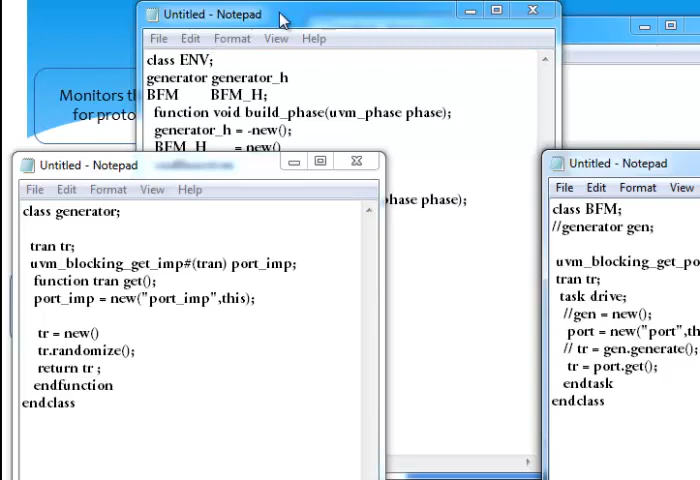 Untitled - Notepad
File Edit Format View Help
class ENV;
generator generator_h
BFM BFM_H;
function void build_phase(uvm_phase phase);
generator_h = -new();
BFM_H = new()
phase phase);
Monitors
for proto
Untitled - Notepad
File Edit Format View Help
class generator;
tran tr;
uvm_blocking_get_imp#(tran) port_imp;
function tran get();
port_imp = new("port_imp",this);
tr = new()
tr.randomize();
return tr ;
endfunction
endclass
Untitled - Notepad
File Edit Format View
class BFM;
//generator gen;
uvm_blocking_get_po
tran tr;
task drive;
//gen = new();
port = new("port",th
// tr = gen.generate();
tr = port.get();
endtask
endclass